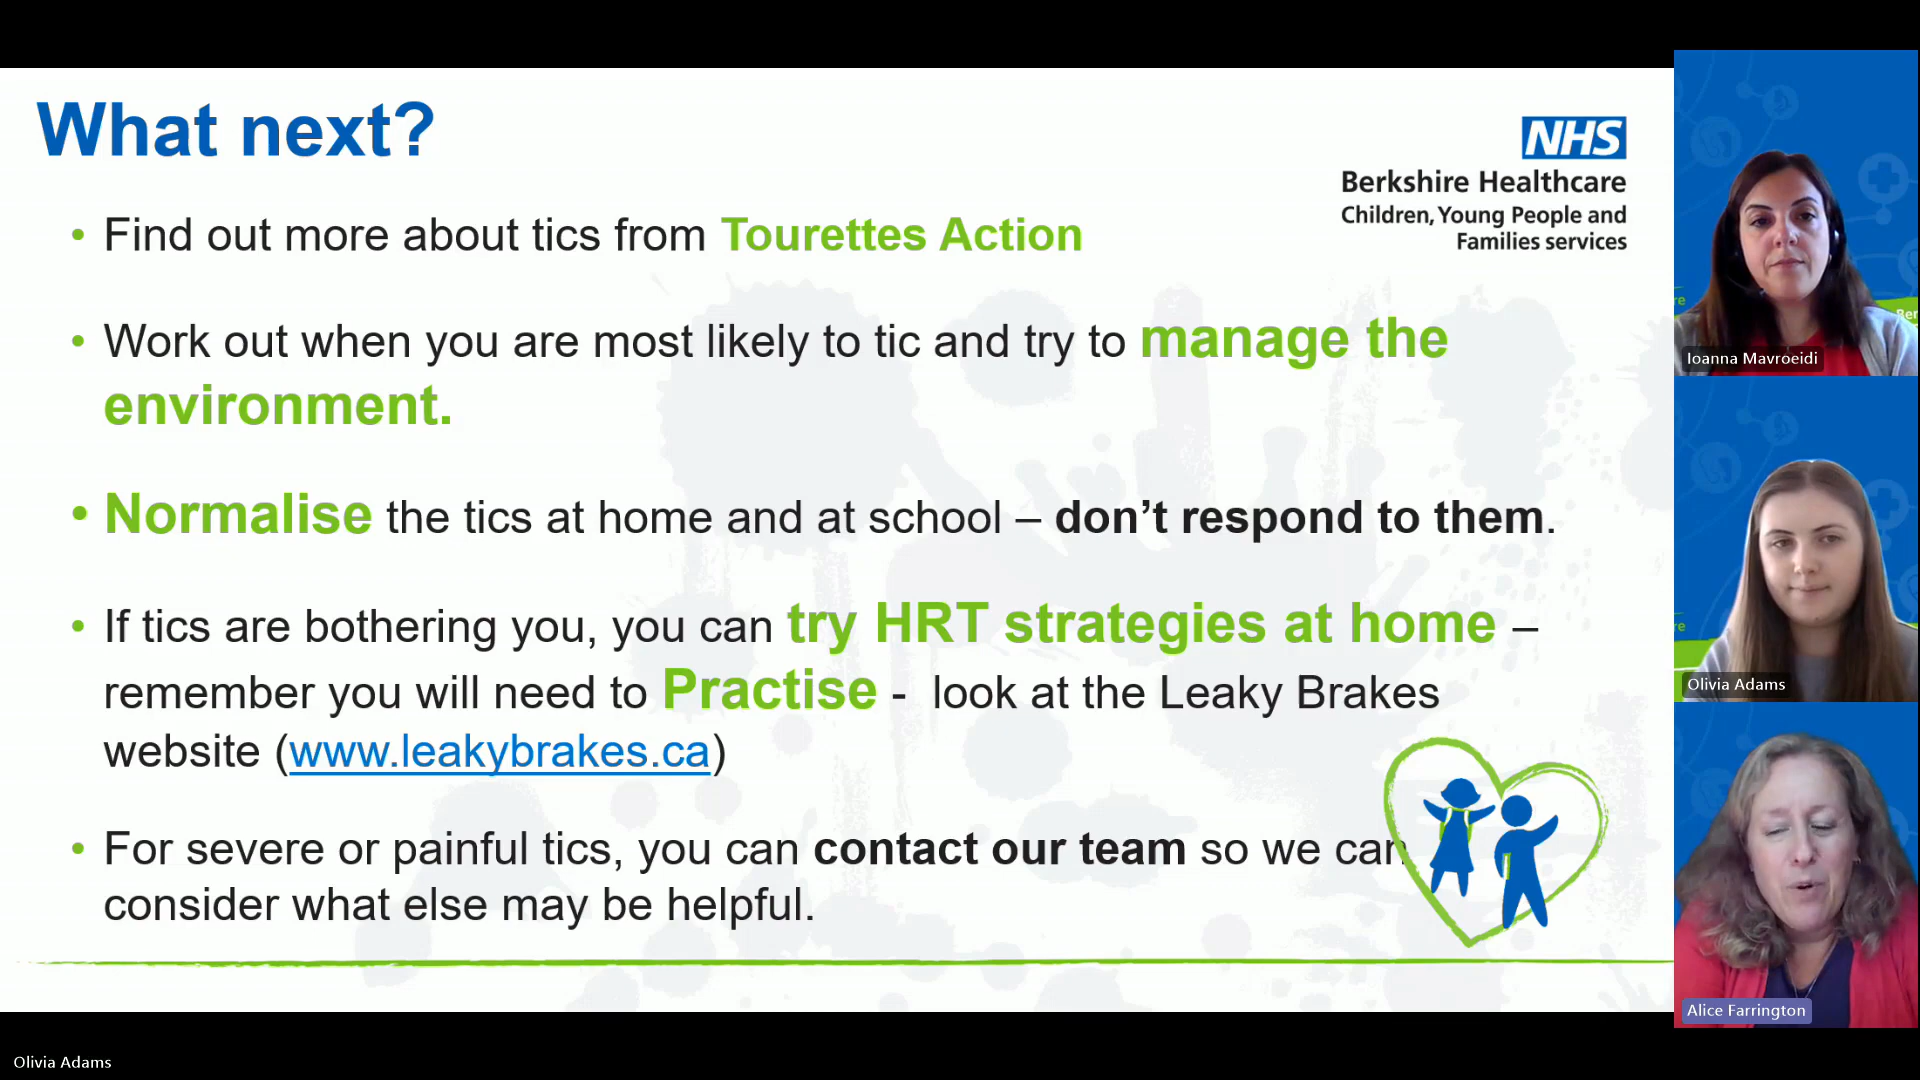 What next?
NHS
Berkshire Healthcare
Children, Young People and
Families services
• Find out more about tics from Tourettes Action
• Work out when you are most likely to tic and try to manage the
environment.
• Normalise the tics at home and at school – don’t respond to them.
• If tics are bothering you, you can try HRT strategies at home –
remember you will need to Practise - look at the Leaky Brakes
website (www.leakybrakes.ca)
• For severe or painful tics, you can contact our team so we can
consider what else may be helpful.
Ioanna Mavroeidi
Olivia Adams
Alice Farrington
Olivia Adams